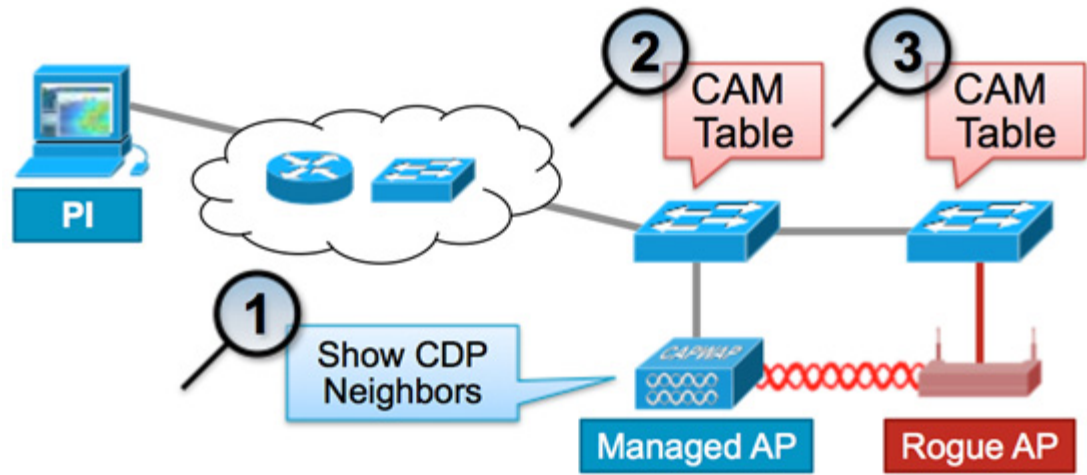 2
CAM
Table
3
CAM
Table
PI
1
Show CDP
Neighbors
CAPWAP
Managed AP
Rogue AP